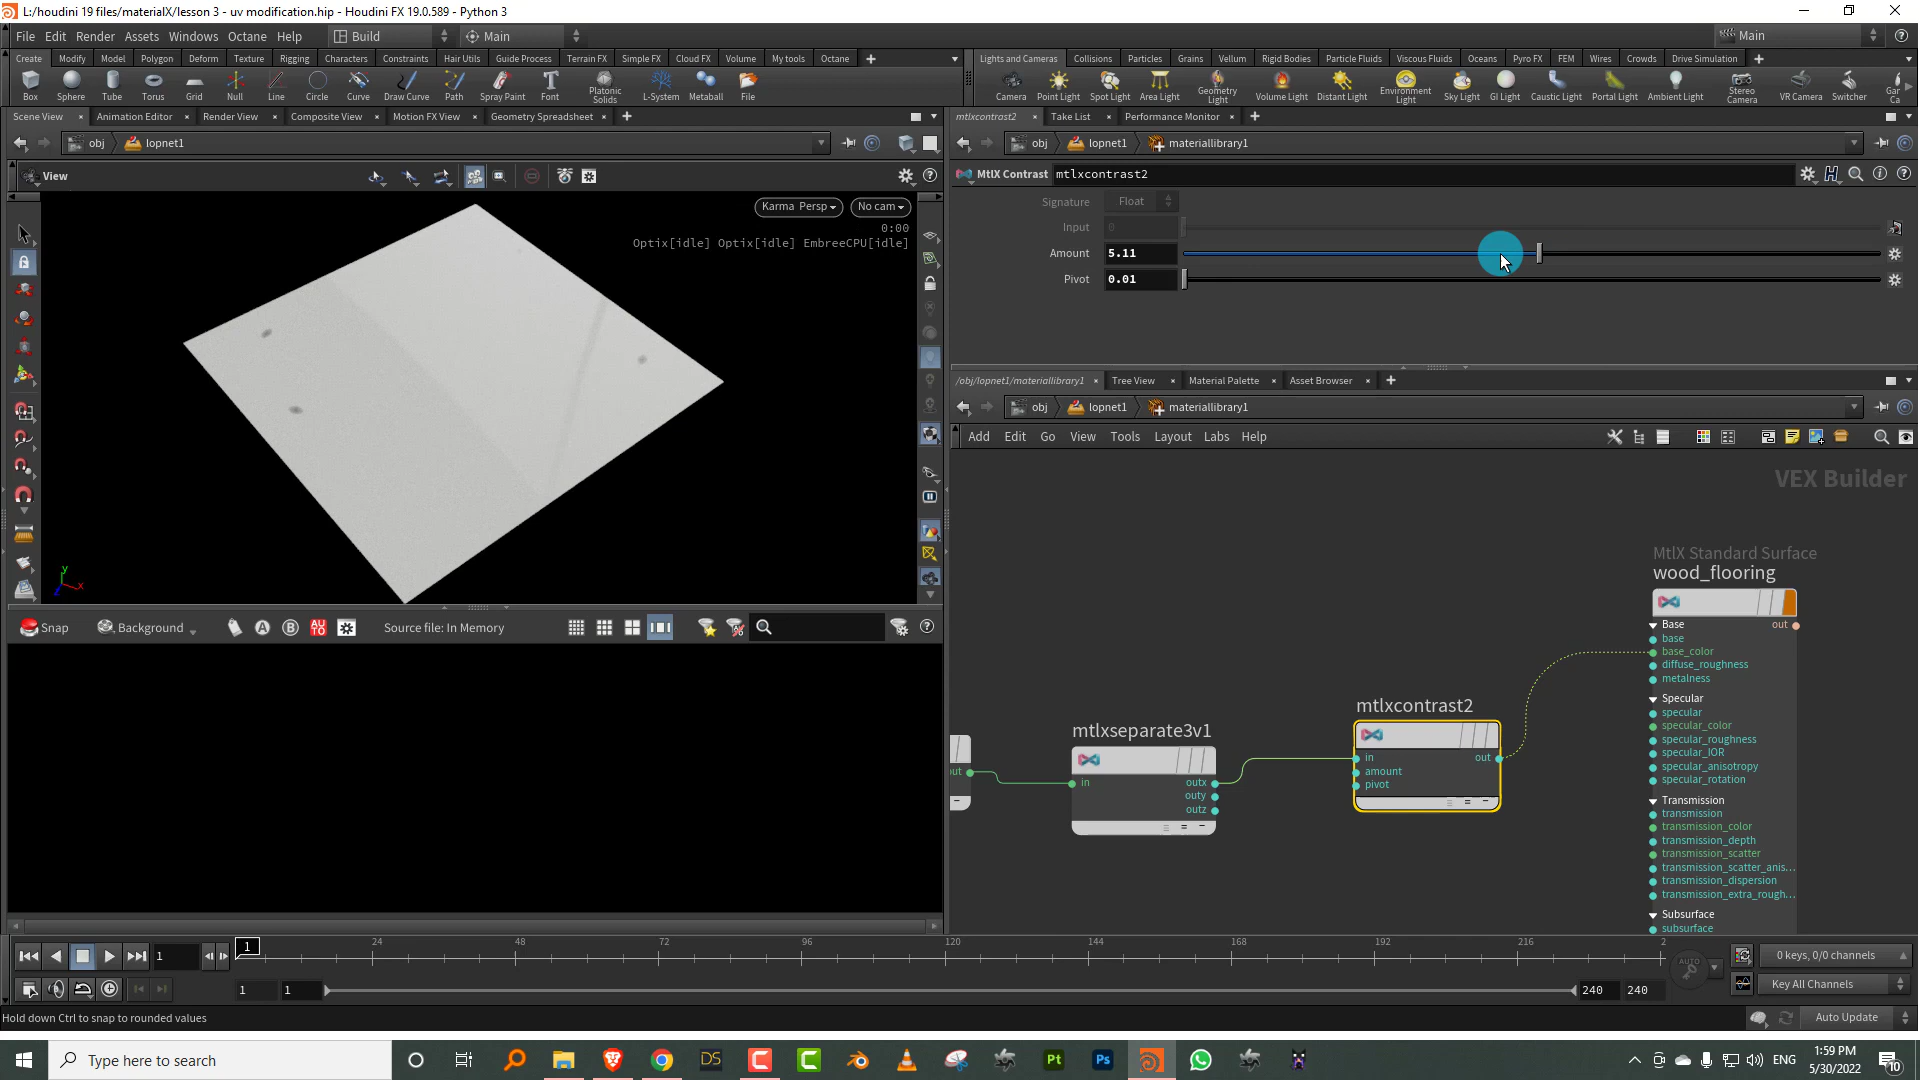 L:/houdini 19 files/materialX/lesson 3 - uv modification.hip - Houdini FX 19.0.589 - Python 3
File Edit Render Assets Windows Octane Help Build Main Main
Create Modify Model Polygon Deform Texture Rigging Characters Constraints Hair Utils Guide Process Terrain FX Simple FX Cloud FX Volume My tools Octane
Lights and Cameras Collisions Particles Grains Vellum Rigid Bodies Particle Fluids Viscous Fluids Oceans Pyro FX FEM Wires Crowds Drive Simulation
Box Sphere Tube Torus Grid Null Line Circle Curve Draw Curve Path Spray Paint Font Platonic Solids L-System Metaball File
Camera Point Light Spot Light Area Light Geometry Light Volume Light Distant Light Environment Light Sky Light GI Light Caustic Light Portal Light Ambient Light Stereo Camera VR Camera Switcher Gar Ca
Scene View Animation Editor Render View Composite View Motion FX View Geometry Spreadsheet
mtlxcontrast2 Take List Performance Monitor
obj lopnet1
obj lopnet1 materiallibrary1
View
MtlX Contrast mtlxcontrast2
Signature Float
Input 0
Amount 5.11
Pivot 0.01
Karma Persp No cam
0:00
Optix[idle] Optix[idle] EmbreeCPU[idle]
y
x
/obj/lopnet1/materiallibrary1 Tree View Material Palette Asset Browser
obj lopnet1 materiallibrary1
Add Edit Go View Tools Layout Labs Help
VEX Builder
MtlX Standard Surface
wood_flooring
Base out
base
base_color
diffuse_roughness
metalness
Specular
specular
specular_color
specular_roughness
specular_IOR
specular_anisotropy
specular_rotation
Transmission
transmission
transmission_color
transmission_depth
transmission_scatter
transmission_scatter_anis...
transmission_dispersion
transmission_extra_rough...
Subsurface
subsurface
mtlxcontrast2
in out
amount
pivot
mtlxseparate3v1
in outx
outy
outz
ut
Snap Background A B AUTO Source file: In Memory
1 1 24 48 72 96 120 144 168 192 216 2
AUTO
0 keys, 0/0 channels
1 1 240 240
Key All Channels
Hold down Ctrl to snap to rounded values
Auto Update
Type here to search
DS Pt Ps
ENG
1:59 PM
5/30/2022
10